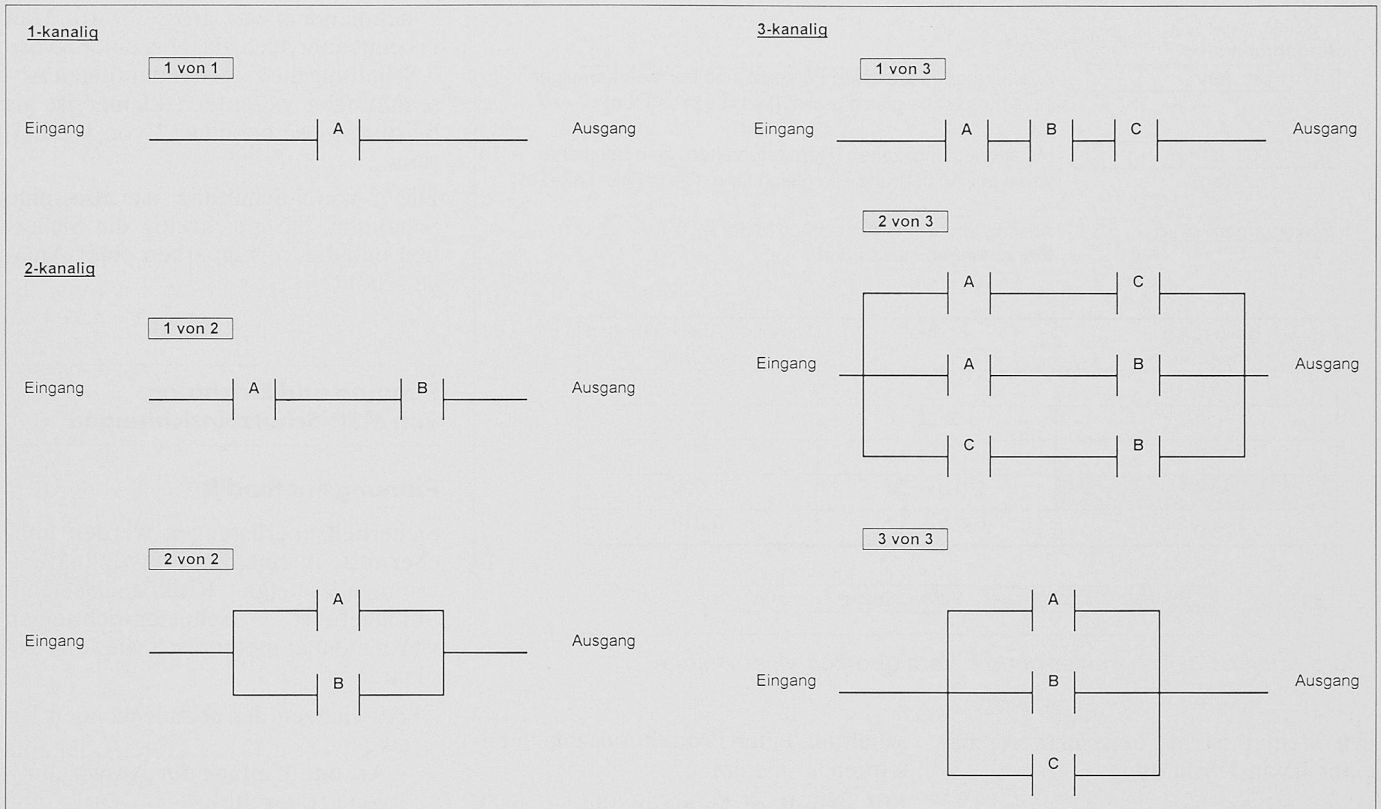 1-kanalig
1 von 1
Eingang A Ausgang
2-kanalig
1 von 2
Eingang A B Ausgang
2 von 2
A
Eingang Ausgang
B
3-kanalig
1 von 3
Eingang A B C Ausgang
2 von 3
A C
Eingang A B Ausgang
C B
3 von 3
A
Eingang B Ausgang
C